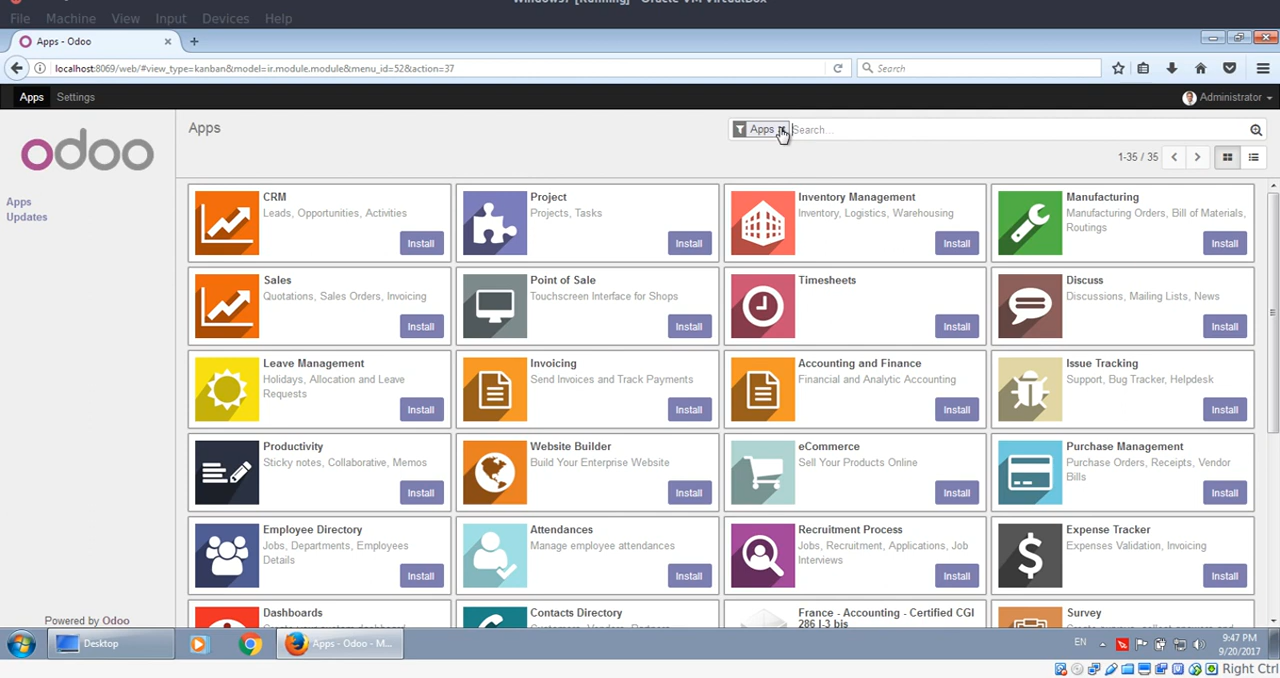 Windows7 [Running] - Oracle VM VirtualBox
File Machine View Input Devices Help
Apps - Odoo
localhost:8069/web/#view_type=kanban&model=ir.module.module&menu_id=52&action=37
Search
Apps Settings
Administrator
odoo
Apps
Updates
Apps
Apps
Search...
1-35 / 35
CRM
Leads, Opportunities, Activities
Install
Project
Projects, Tasks
Install
Inventory Management
Inventory, Logistics, Warehousing
Install
Manufacturing
Manufacturing Orders, Bill of Materials,
Routings
Install
Sales
Quotations, Sales Orders, Invoicing
Install
Point of Sale
Touchscreen Interface for Shops
Install
Timesheets
Install
Discuss
Discussions, Mailing Lists, News
Install
Leave Management
Holidays, Allocation and Leave
Requests
Install
Invoicing
Send Invoices and Track Payments
Install
Accounting and Finance
Financial and Analytic Accounting
Install
Issue Tracking
Support, Bug Tracker, Helpdesk
Install
Productivity
Sticky notes, Collaborative, Memos
Install
Website Builder
Build Your Enterprise Website
Install
eCommerce
Sell Your Products Online
Install
Purchase Management
Purchase Orders, Receipts, Vendor
Bills
Install
Employee Directory
Jobs, Departments, Employees
Details
Install
Attendances
Manage employee attendances
Install
Recruitment Process
Jobs, Recruitment, Applications, Job
Interviews
Install
Expense Tracker
Expenses Validation, Invoicing
Install
Dashboards
Contacts Directory
France - Accounting - Certified CGI
286 I-3 bis
Survey
Powered by Odoo
Desktop
Apps - Odoo - M...
EN
9:47 PM
9/20/2017
Right Ctrl